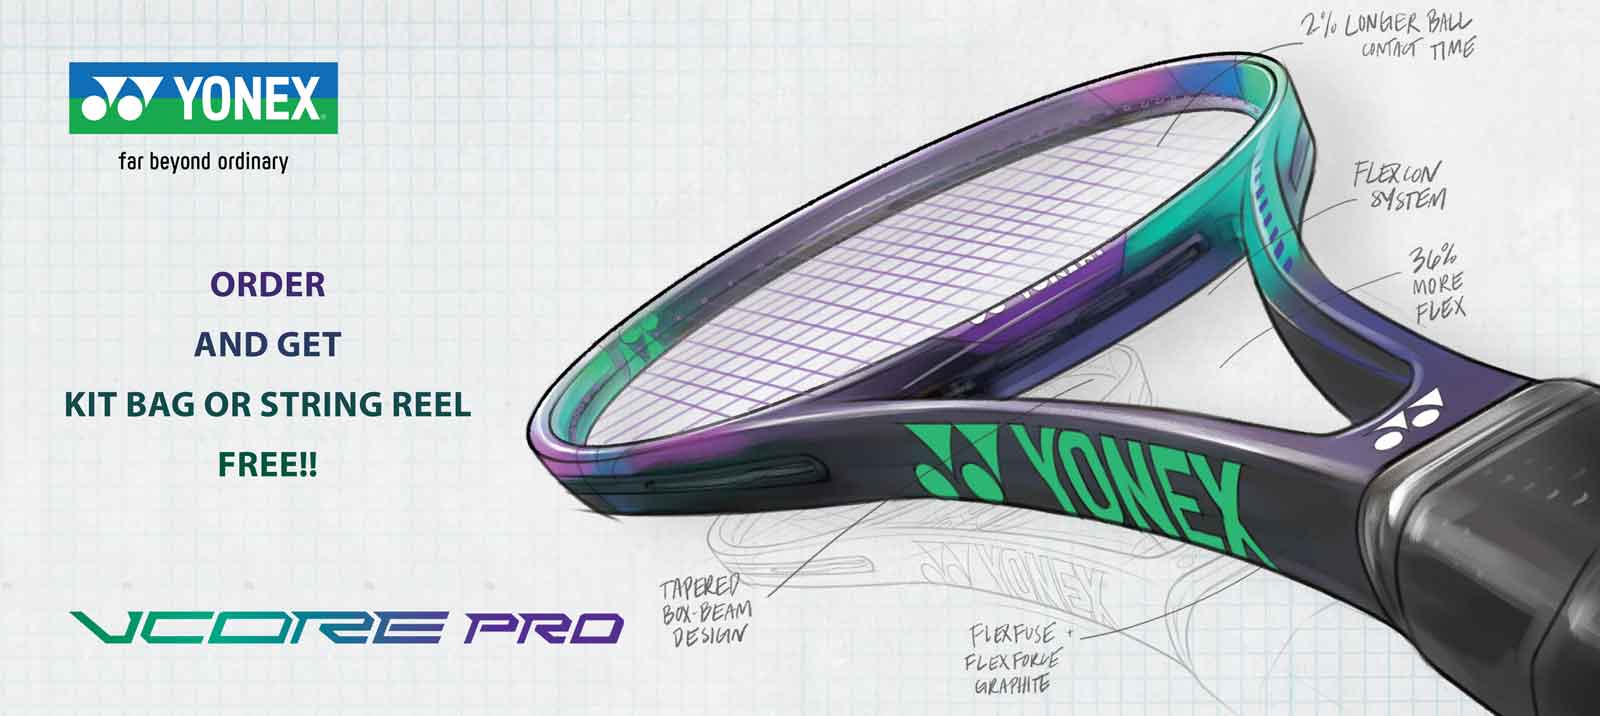 YONEX
far beyond ordinary
ORDER
AND GET
KIT BAG OR STRING REEL
FREE!!
VCORE PRO
2% LONGER BALL
CONTACT TIME
FLEXCON
SYSTEM
36%
MORE
FLEX
YONEX
TAPERED
BOX-BEAM
DESIGN
YONEX
FLEXFUSE +
FLEXFORCE
GRAPHITE